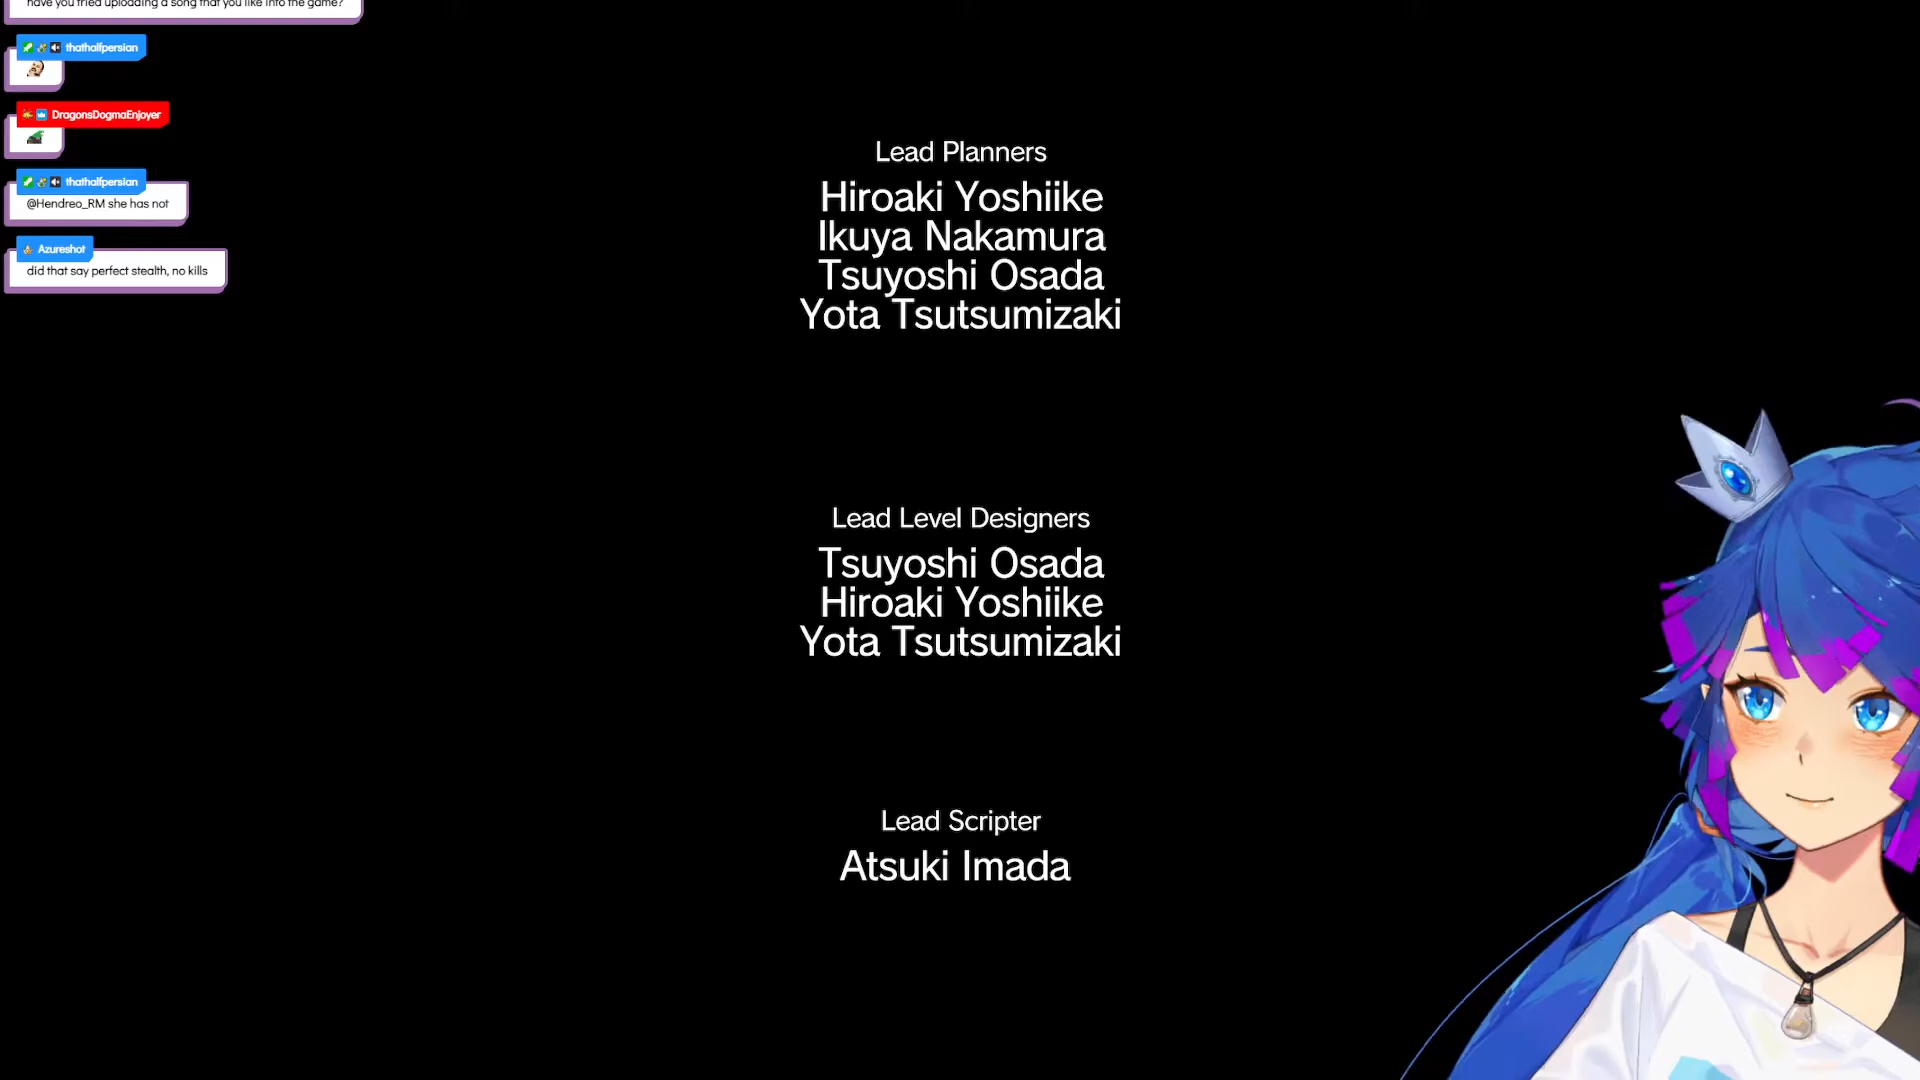 have you tried uploading a song that you like into the game?
thathalfpersian
DragonsDogmaEnjoyer
thathalfpersian
@Hendreo_RM she has not
Azureshot
did that say perfect stealth, no kills
Lead Planners
Hiroaki Yoshiike
Ikuya Nakamura
Tsuyoshi Osada
Yota Tsutsumizaki
Lead Level Designers
Tsuyoshi Osada
Hiroaki Yoshiike
Yota Tsutsumizaki
Lead Scripter
Atsuki Imada